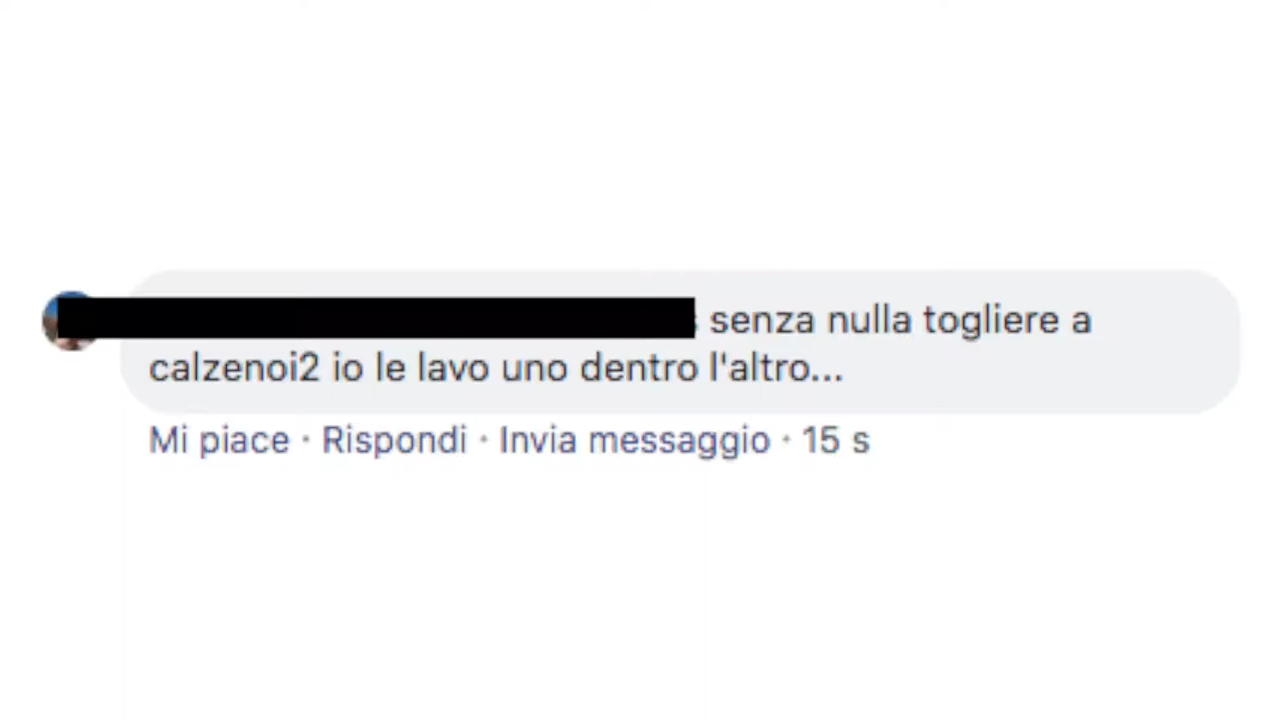 senza nulla togliere a
calzenoi2 io le lavo uno dentro l'altro...
Mi piace · Rispondi · Invia messaggio · 15 s